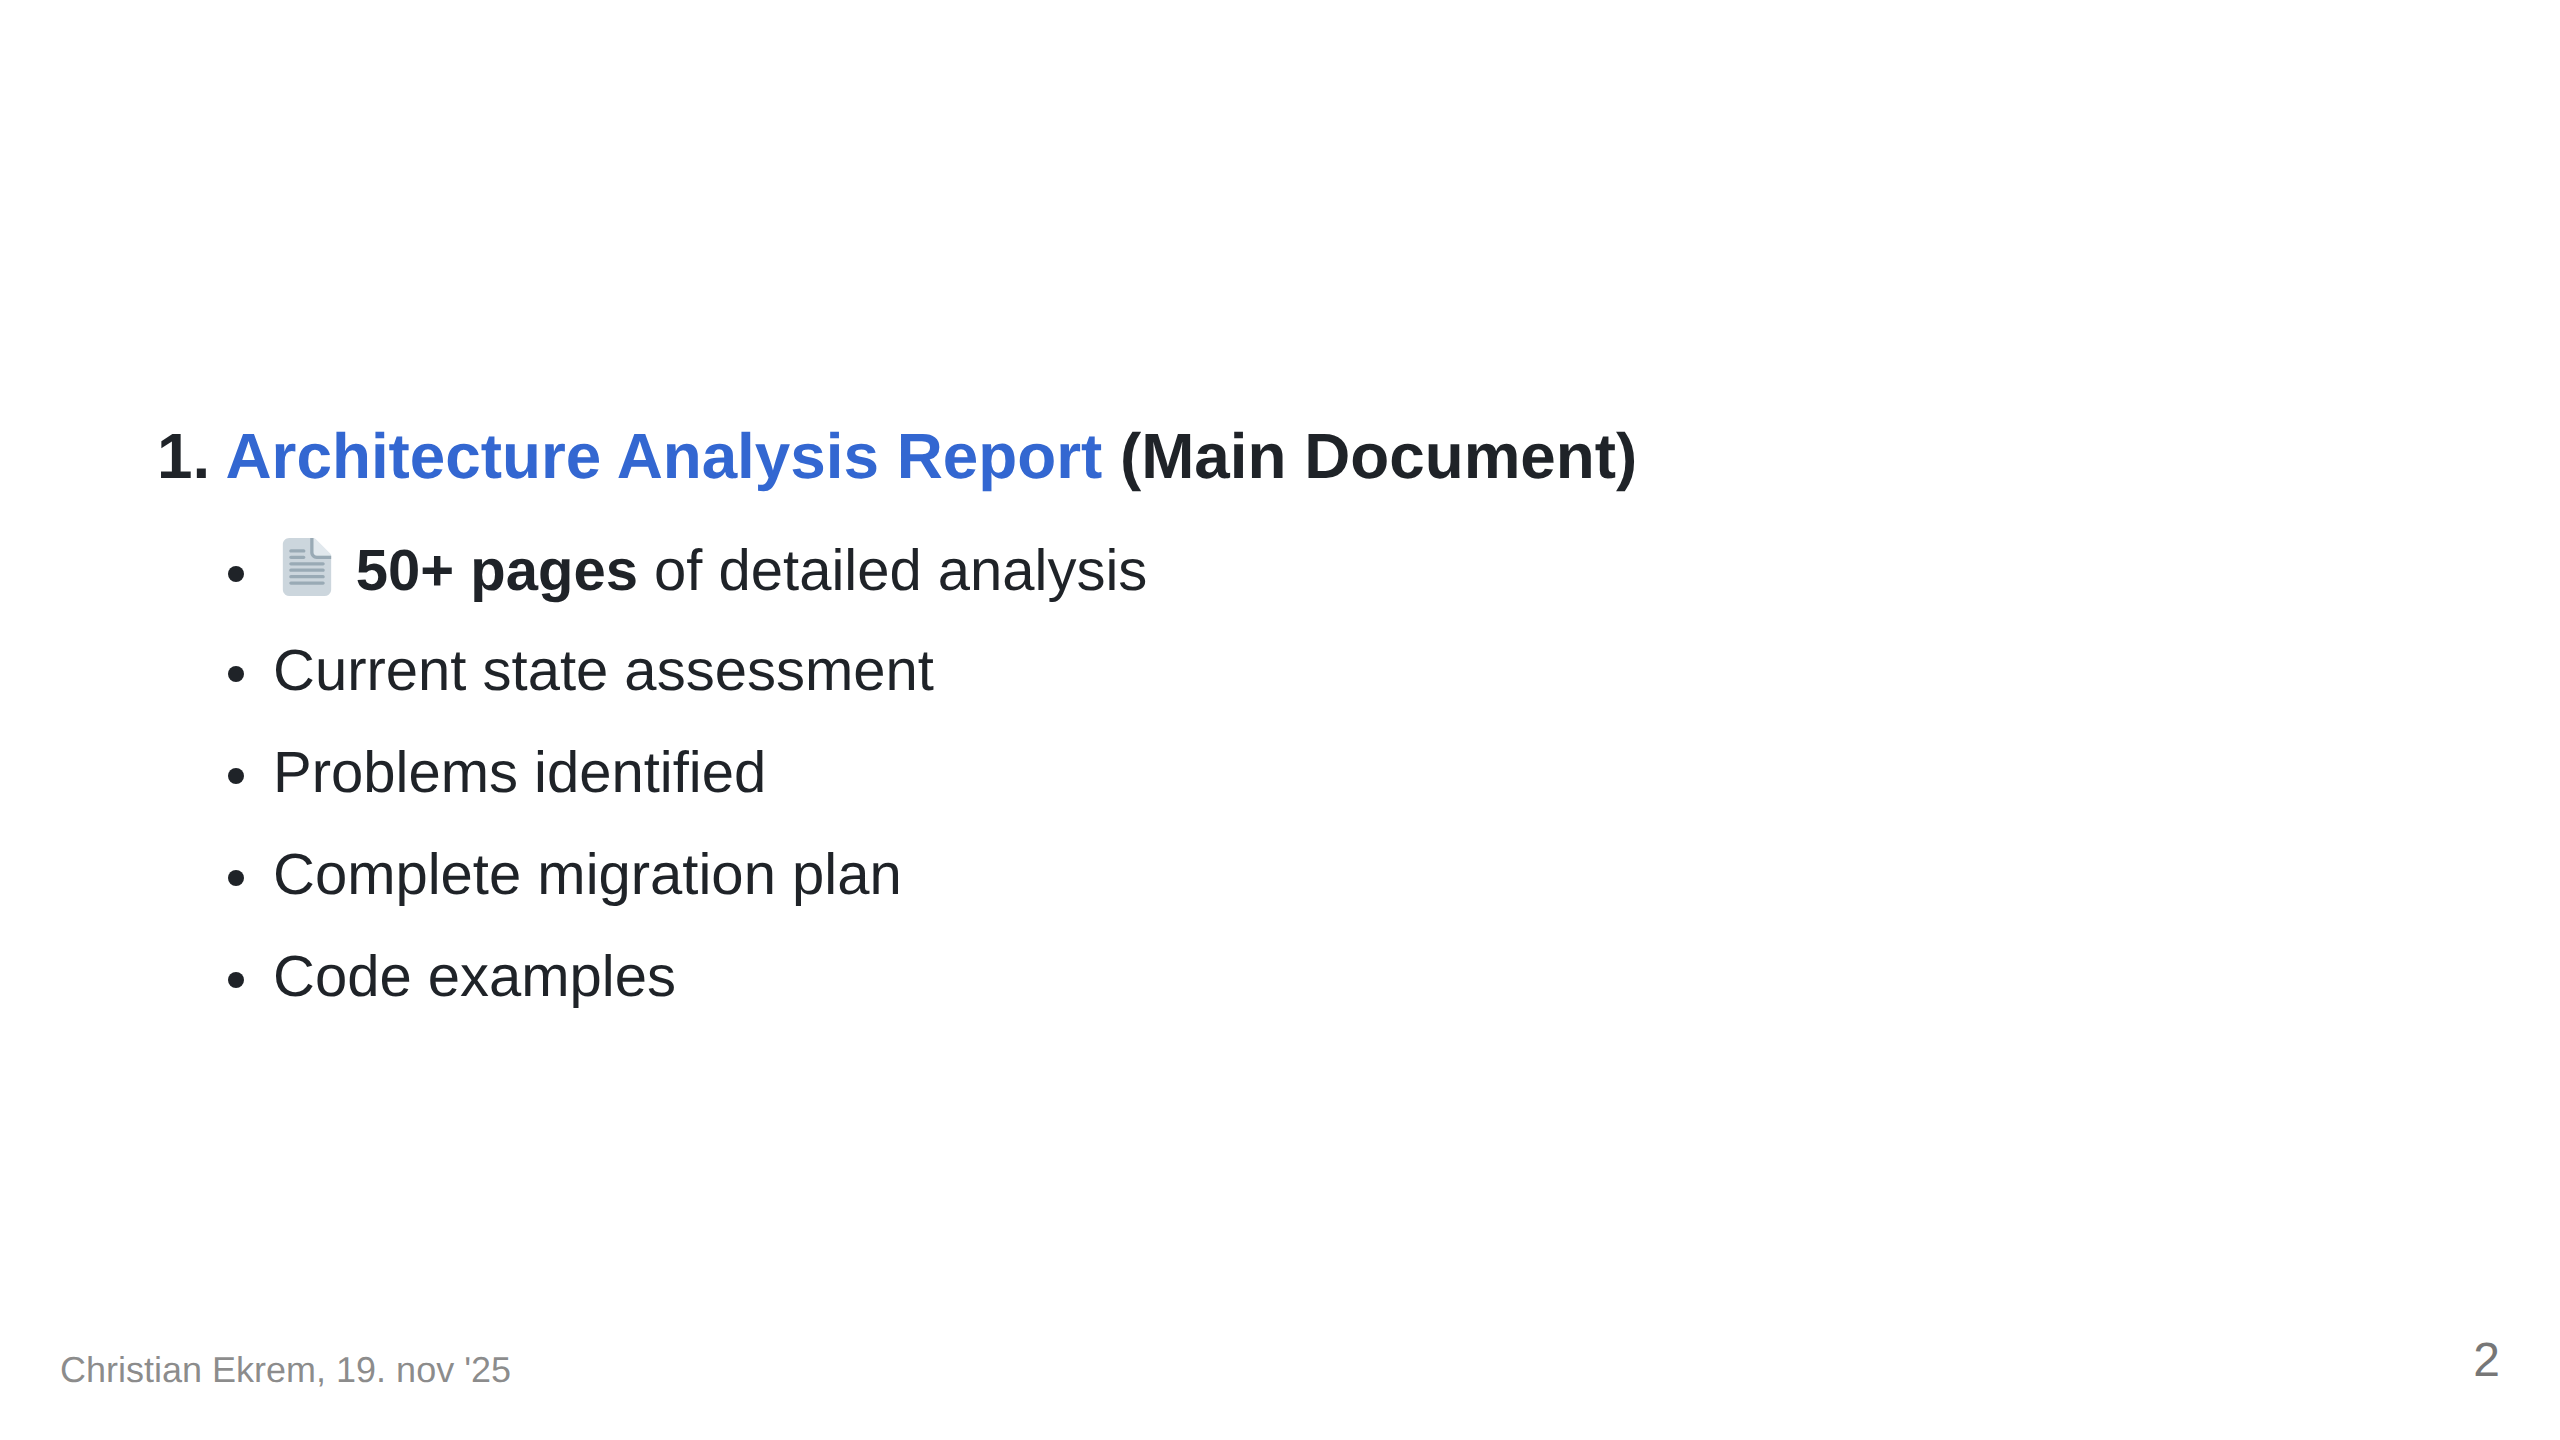 1. Architecture Analysis Report (Main Document)
• 50+ pages of detailed analysis
• Current state assessment
• Problems identified
• Complete migration plan
• Code examples
Christian Ekrem, 19. nov '25
2